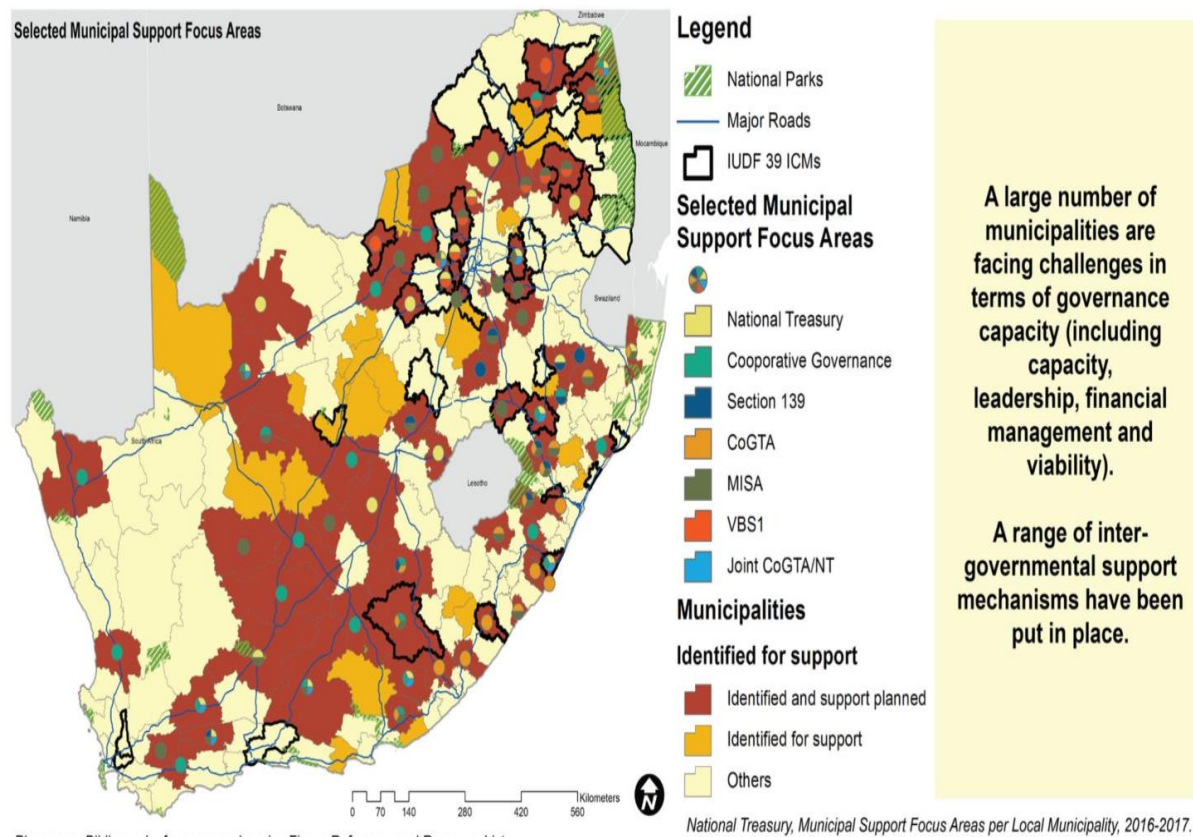 Selected Municipal Support Focus Areas
Zimbabwe
Botswana
Mocambique
Namibia
Swaziland
South Africa
Lesotho
Kilometers
0 70 140 280 420 560
N
Legend
National Parks
Major Roads
IUDF 39 ICMs
Selected Municipal
Support Focus Areas
National Treasury
Cooperative Governance
Section 139
CoGTA
MISA
VBS1
Joint CoGTA/NT
Municipalities
Identified for support
Identified and support planned
Identified for support
Others
A large number of
municipalities are
facing challenges in
terms of governance
capacity (including
capacity,
leadership, financial
management and
viability).
A range of inter-
governmental support
mechanisms have been
put in place.
National Treasury, Municipal Support Focus Areas per Local Municipality, 2016-2017